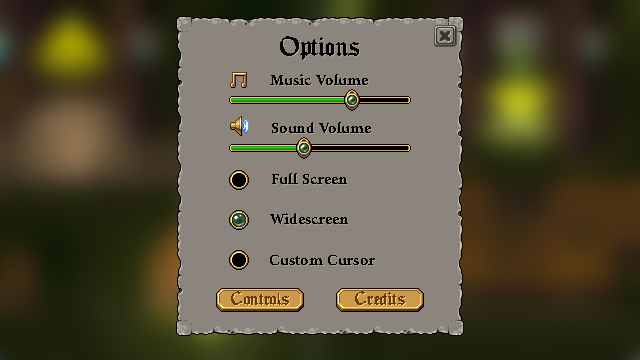 Options
Music Volume
Sound Volume
Full Screen
Widescreen
Custom Cursor
Controls
Credits